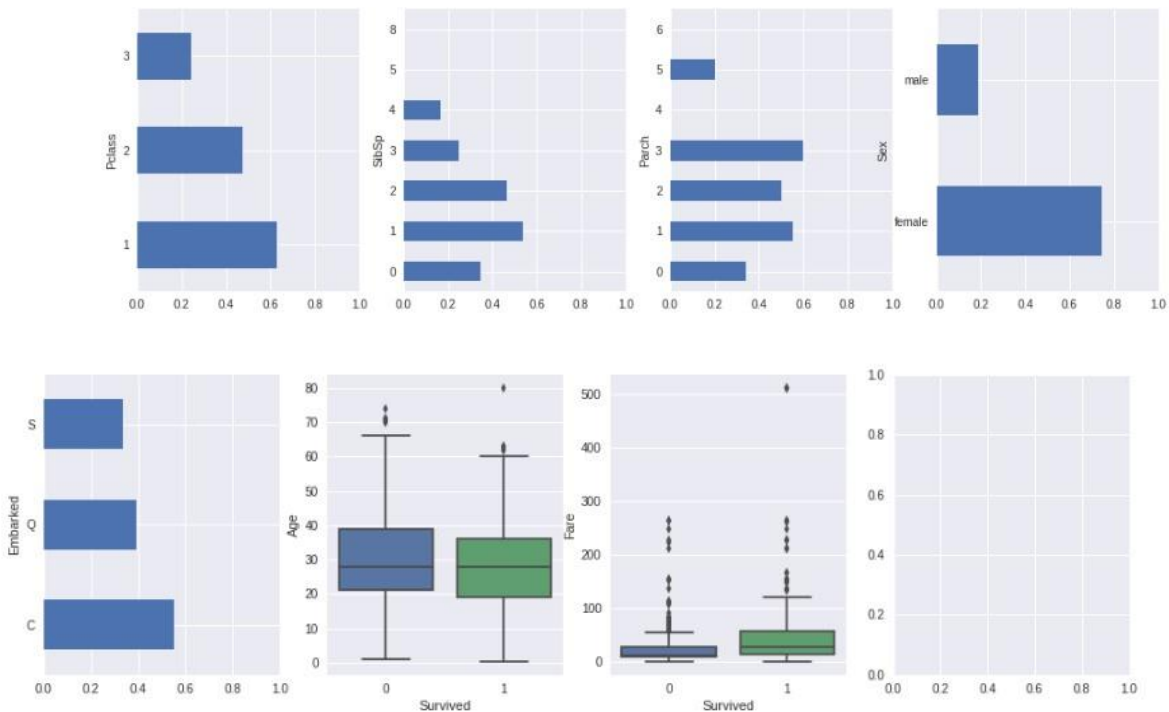 3
2
1
Pclass
0.0 0.2 0.4 0.6 0.8 1.0
8
5
4
3
2
1
0
SibSp
0.0 0.2 0.4 0.6 0.8 1.0
6
5
4
3
2
1
0
Parch
0.0 0.2 0.4 0.6 0.8 1.0
male
female
Sex
0.0 0.2 0.4 0.6 0.8 1.0
S
Q
C
Embarked
0.0 0.2 0.4 0.6 0.8 1.0
80
70
60
50
40
30
20
10
0
Age
0 1
Survived
500
400
300
200
100
0
Fare
0 1
Survived
1.0
0.8
0.6
0.4
0.2
0.0
0.0 0.2 0.4 0.6 0.8 1.0